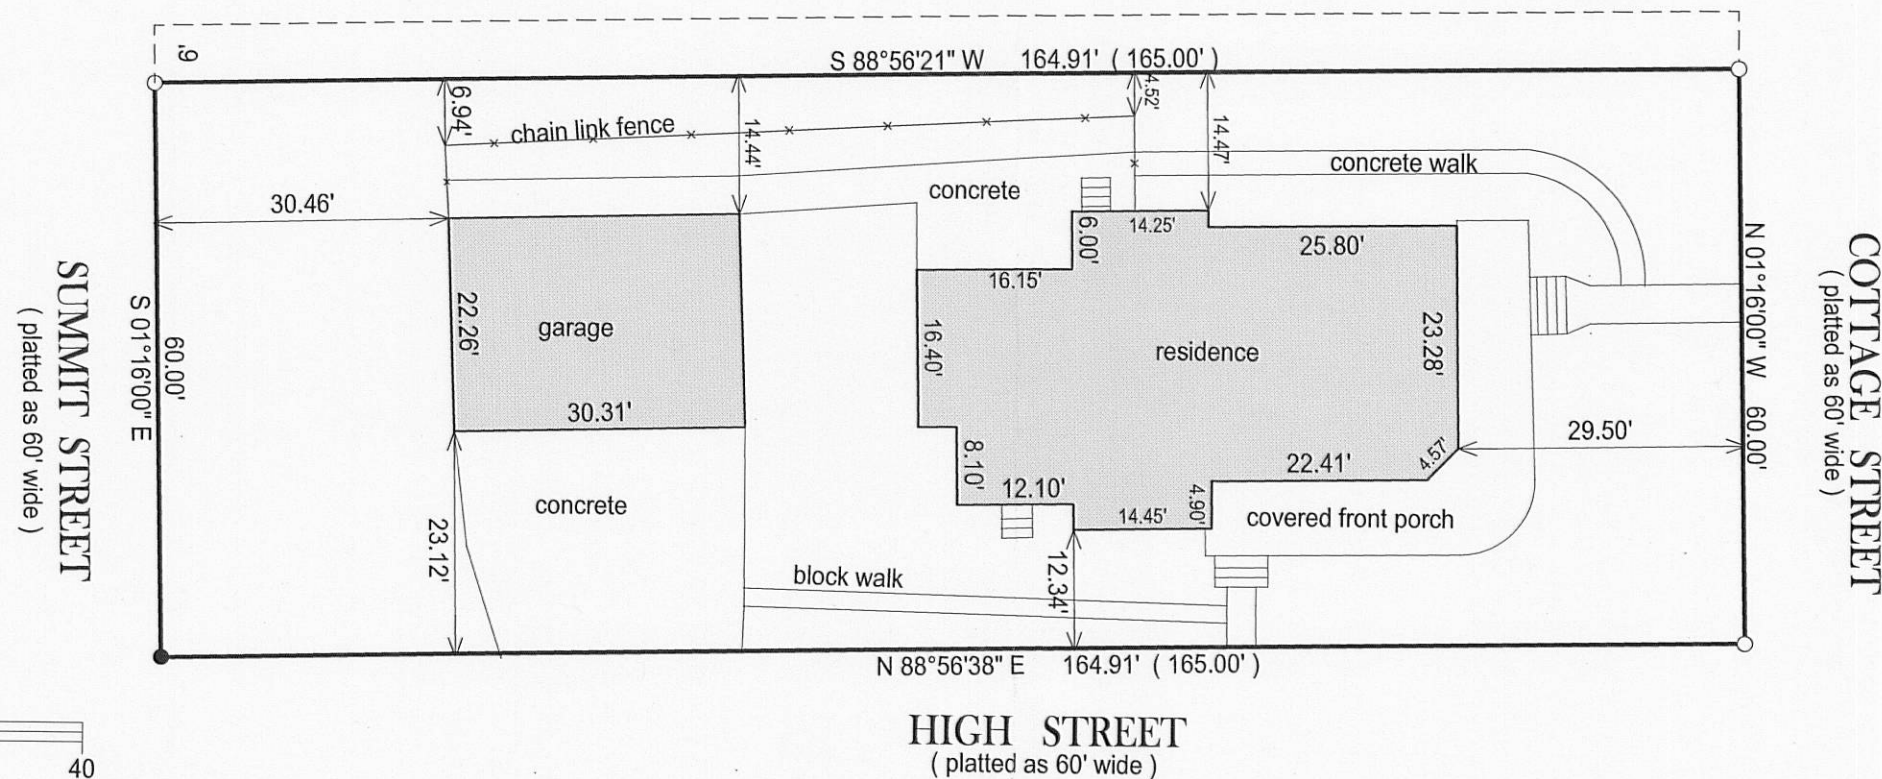 6'
S 88°56'21" W 164.91' ( 165.00' )
6.94'
chain link fence
14.44'
4.52'
14.47'
concrete walk
concrete
30.46'
6.00'
14.25'
25.80'
16.15'
garage
22.26'
30.31'
16.40'
residence
23.28'
N 01°16'00" W 60.00'
COTTAGE STREET
( platted as 60' wide )
SUMMIT STREET
( platted as 60' wide )
S 01°16'00" E
60.00'
29.50'
8.10'
12.10'
22.41'
4.57'
4.90'
14.45'
covered front porch
concrete
23.12'
block walk
12.34'
N 88°56'38" E 164.91' ( 165.00' )
HIGH STREET
( platted as 60' wide )
40